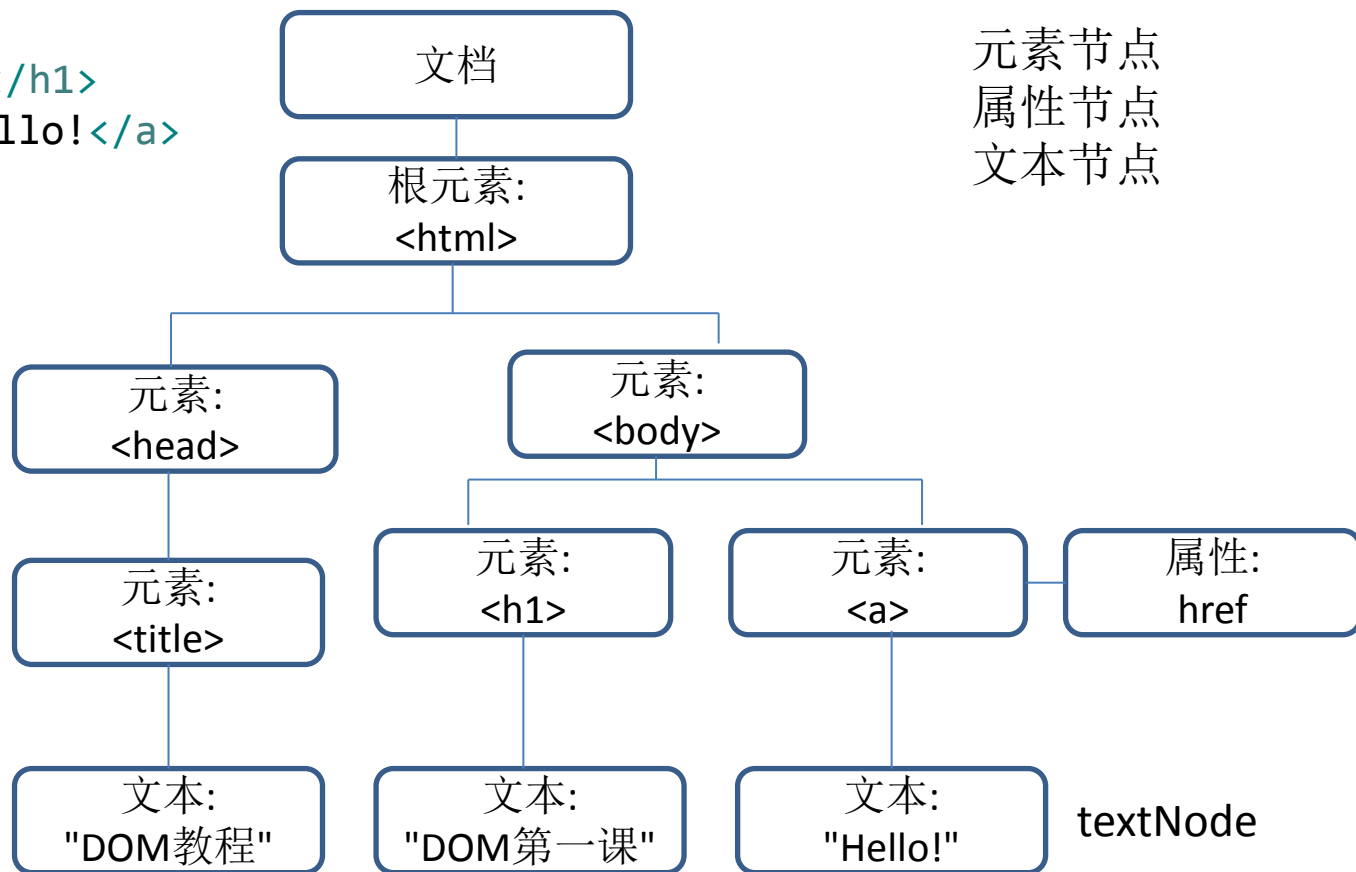 /h1>
llo!</a>
文档
元素节点
属性节点
文本节点
根元素:
<html>
元素:
<head>
元素:
<body>
元素:
<title>
元素:
<h1>
元素:
<a>
属性:
href
文本:
"DOM教程"
文本:
"DOM第一课"
文本:
"Hello!"
textNode